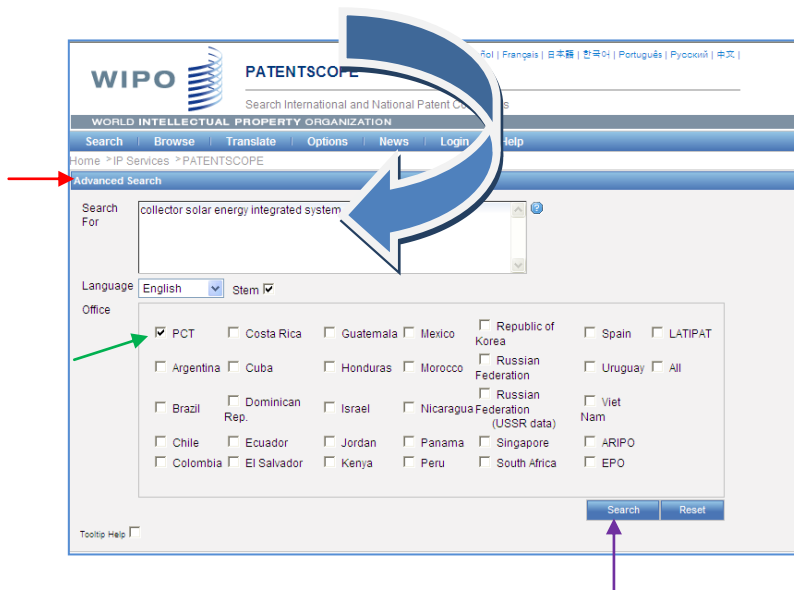 ñol | Français | 日本語 | 한국어 | Português | Русский | 中文 |
WIPO
PATENTSCOPE
Search International and National Patent Co s
WORLD INTELLECTUAL PROPERTY ORGANIZATION
Search Browse Translate Options News Login Help
Home > IP Services > PATENTSCOPE
Advanced Search
Search For
collector solar energy integrated system
Language English Stem
Office
PCT Costa Rica Guatemala Mexico Republic of Korea Spain LATIPAT
Argentina Cuba Honduras Morocco Russian Federation Uruguay All
Brazil Dominican Rep. Israel Nicaragua Russian Federation (USSR data) Viet Nam
Chile Ecuador Jordan Panama Singapore ARIPO
Colombia El Salvador Kenya Peru South Africa EPO
Search Reset
Tooltip Help